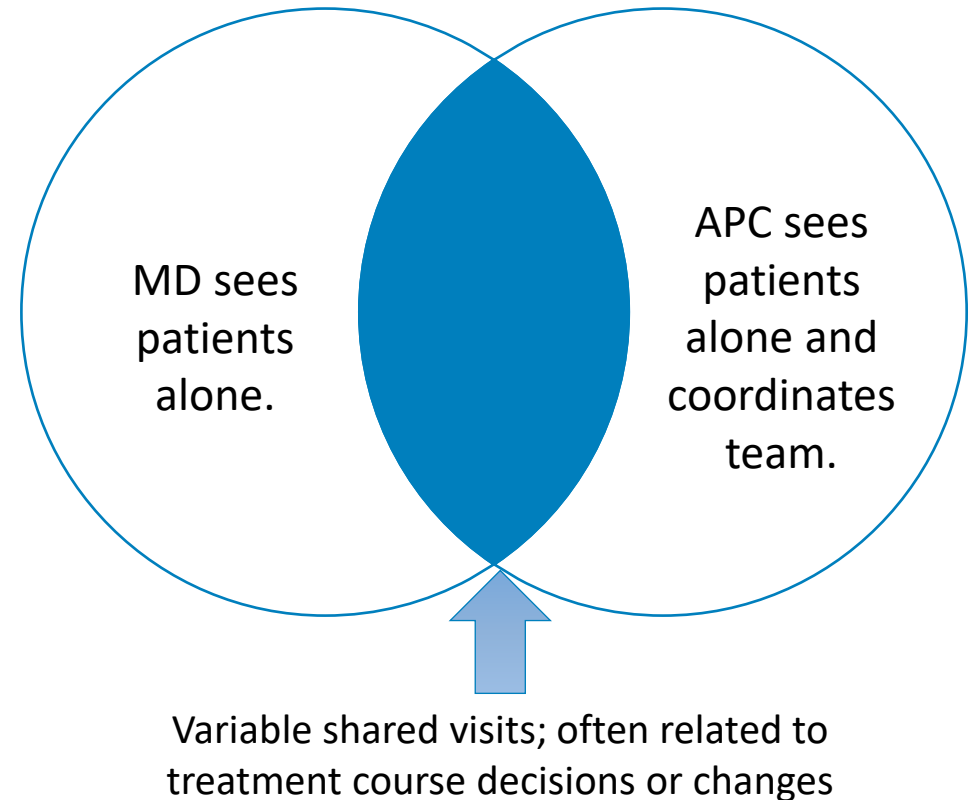 MD sees
patients
alone.
APC sees
patients
alone and
coordinates
team.
Variable shared visits; often related to
treatment course decisions or changes